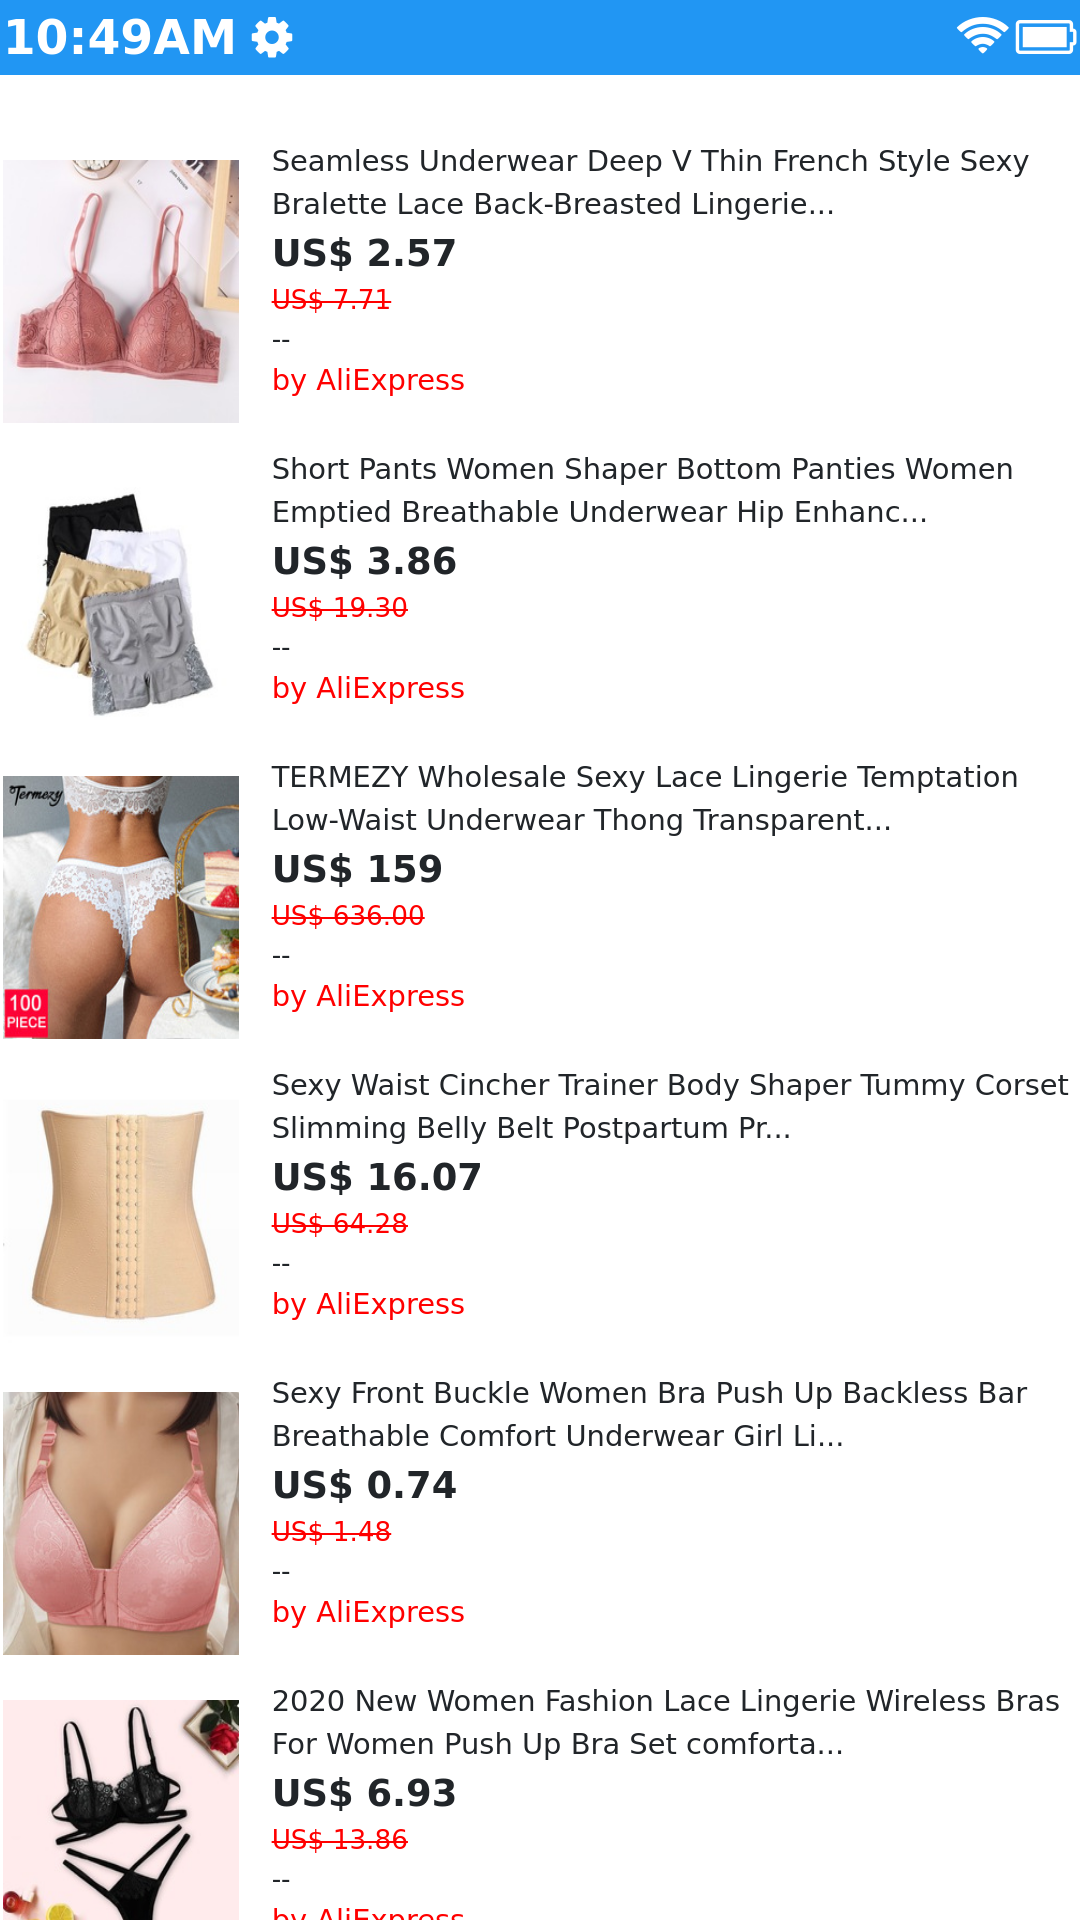 10:49AM
Seamless Underwear Deep V Thin French Style Sexy
Bralette Lace Back-Breasted Lingerie...
US$ 2.57
US$ 7.71
--
by AliExpress
Short Pants Women Shaper Bottom Panties Women
Emptied Breathable Underwear Hip Enhanc...
US$ 3.86
US$ 19.30
--
by AliExpress
TERMEZY Wholesale Sexy Lace Lingerie Temptation
Low-Waist Underwear Thong Transparent...
US$ 159
US$ 636.00
--
by AliExpress
Termezy
100
PIECE
Sexy Waist Cincher Trainer Body Shaper Tummy Corset
Slimming Belly Belt Postpartum Pr...
US$ 16.07
US$ 64.28
--
by AliExpress
Sexy Front Buckle Women Bra Push Up Backless Bar
Breathable Comfort Underwear Girl Li...
US$ 0.74
US$ 1.48
--
by AliExpress
2020 New Women Fashion Lace Lingerie Wireless Bras
For Women Push Up Bra Set comforta...
US$ 6.93
US$ 13.86
--
by AliExpress